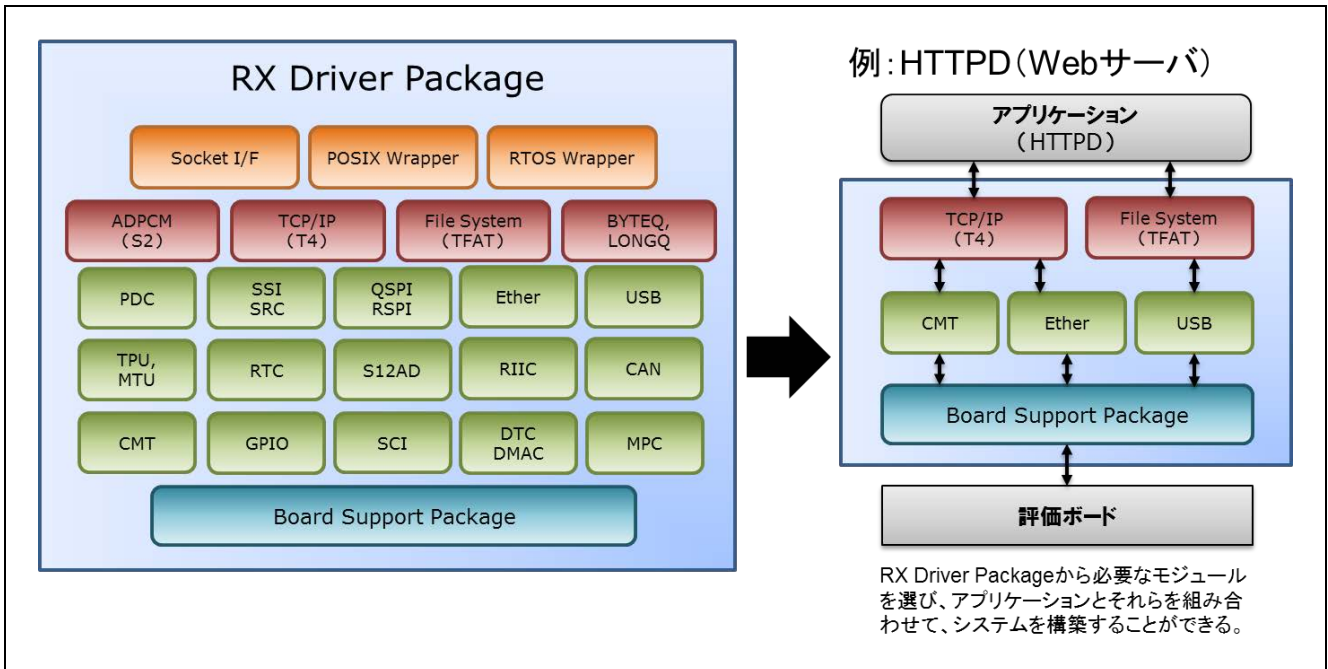 RX Driver Package
Socket I/F
POSIX Wrapper
RTOS Wrapper
ADPCM
(S2)
TCP/IP
(T4)
File System
(TFAT)
BYTEQ,
LONGQ
PDC
SSI
SRC
QSPI
RSPI
Ether
USB
TPU,
MTU
RTC
S12AD
RIIC
CAN
CMT
GPIO
SCI
DTC
DMAC
MPC
Board Support Package
例：HTTPD（Webサーバ）
アプリケーション
（HTTPD）
TCP/IP
(T4)
File System
(TFAT)
CMT
Ether
USB
Board Support Package
評価ボード
RX Driver Packageから必要なモジュール
を選び、アプリケーションとそれらを組み合
わせて、システムを構築することができる。